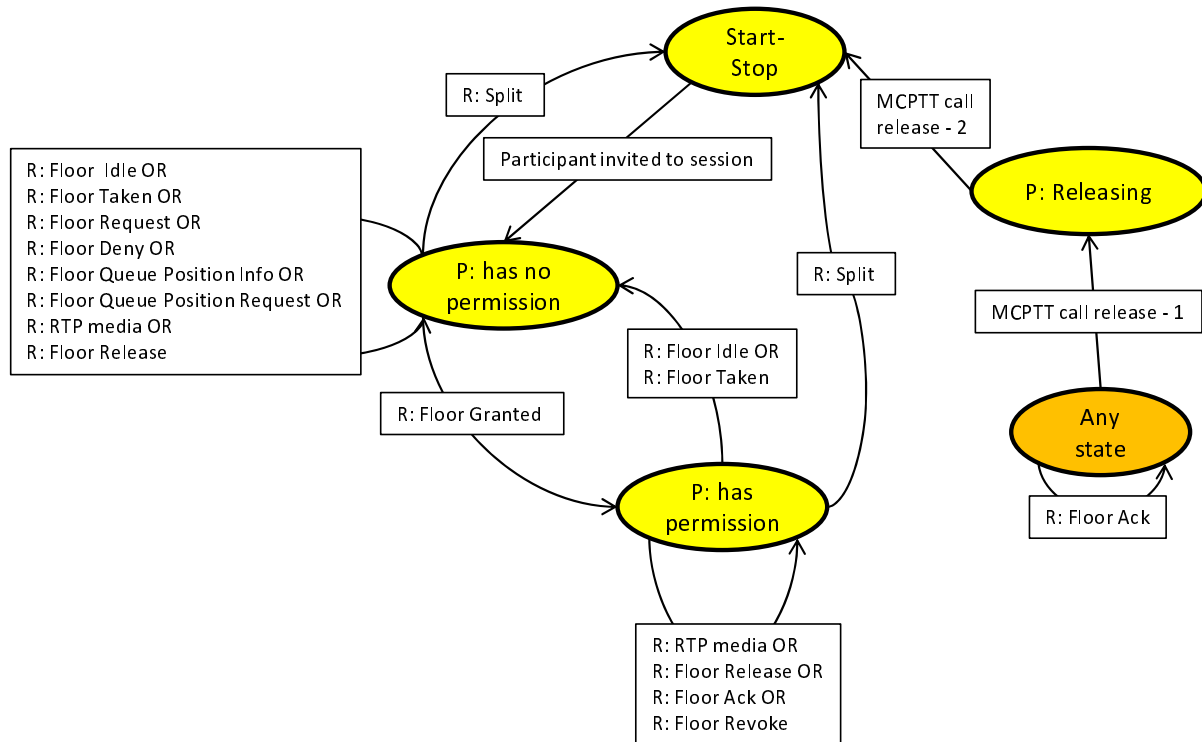 Start-
Stop
R: Split
MCPTT call
release - 2
Participant invited to session
R: Floor Idle OR
R: Floor Taken OR
R: Floor Request OR
R: Floor Deny OR
R: Floor Queue Position Info OR
R: Floor Queue Position Request OR
R: RTP media OR
R: Floor Release
P: Releasing
P: has no
permission
R: Split
MCPTT call release - 1
R: Floor Idle OR
R: Floor Taken
R: Floor Granted
Any
state
P: has
permission
R: Floor Ack
R: RTP media OR
R: Floor Release OR
R: Floor Ack OR
R: Floor Revoke